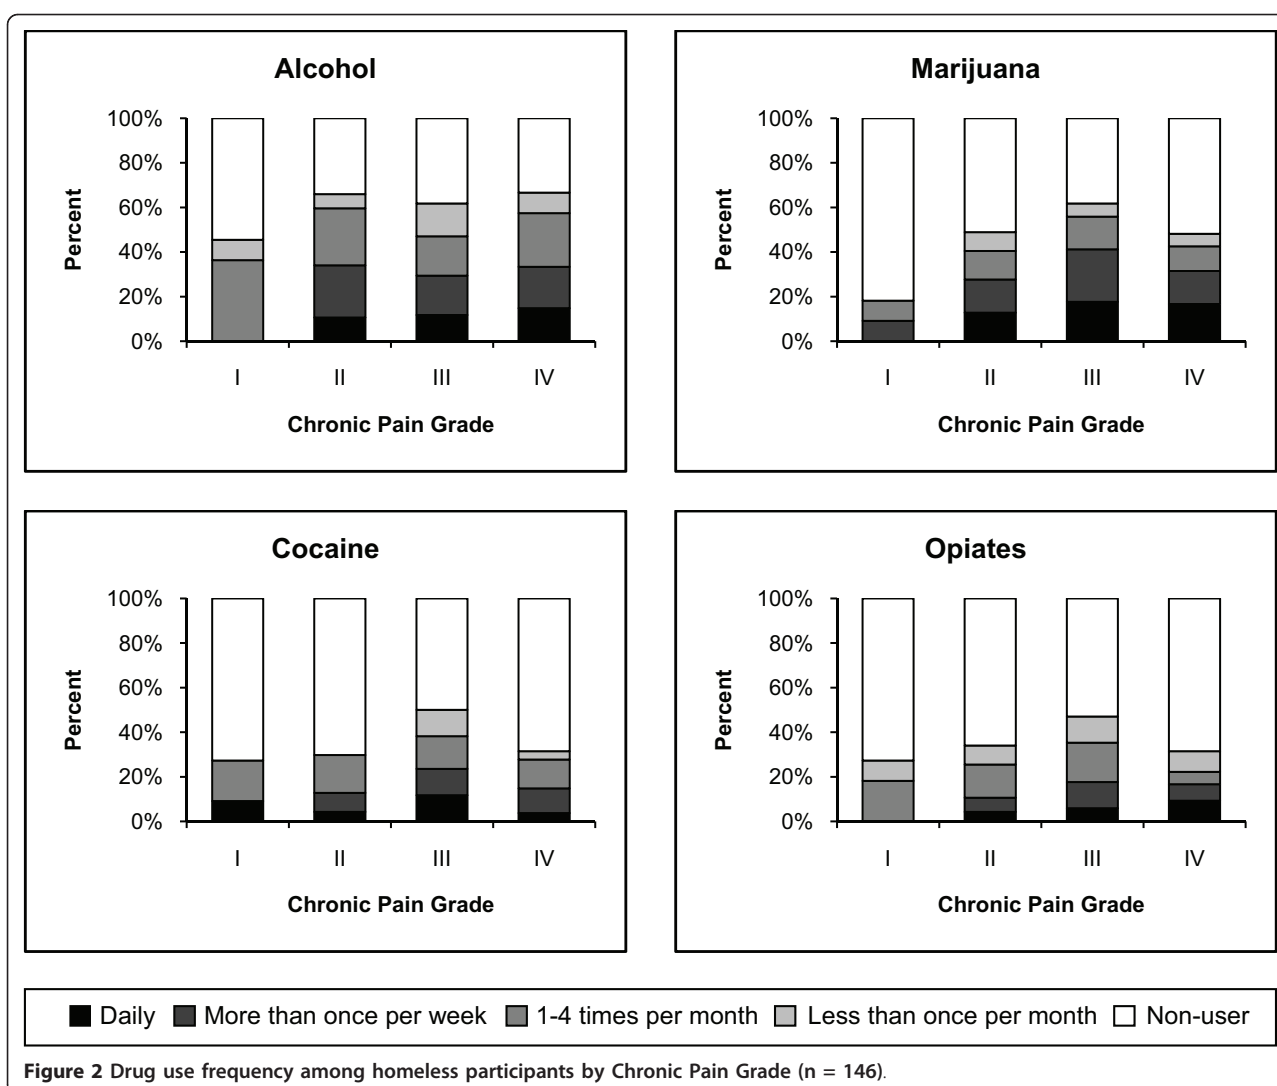 Alcohol
100%
80%
60%
40%
20%
0%
Percent
I II III IV
Chronic Pain Grade
Marijuana
100%
80%
60%
40%
20%
0%
Percent
I II III IV
Chronic Pain Grade
Cocaine
100%
80%
60%
40%
20%
0%
Percent
I II III IV
Chronic Pain Grade
Opiates
100%
80%
60%
40%
20%
0%
Percent
I II III IV
Chronic Pain Grade
Daily More than once per week 1-4 times per month Less than once per month Non-user
Figure 2 Drug use frequency among homeless participants by Chronic Pain Grade (n = 146).